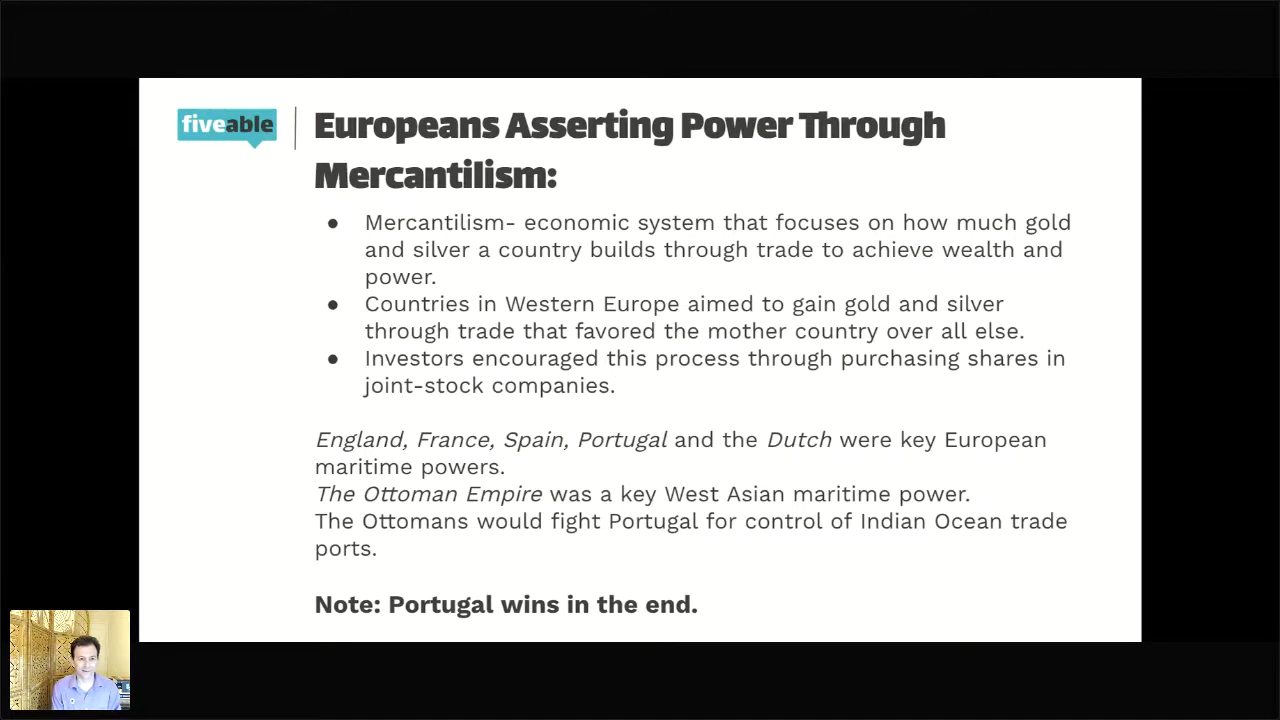 fiveable
Europeans Asserting Power Through
Mercantilism:
● Mercantilism- economic system that focuses on how much gold
and silver a country builds through trade to achieve wealth and
power.
● Countries in Western Europe aimed to gain gold and silver
through trade that favored the mother country over all else.
● Investors encouraged this process through purchasing shares in
joint-stock companies.
England, France, Spain, Portugal and the Dutch were key European
maritime powers.
The Ottoman Empire was a key West Asian maritime power.
The Ottomans would fight Portugal for control of Indian Ocean trade
ports.
Note: Portugal wins in the end.